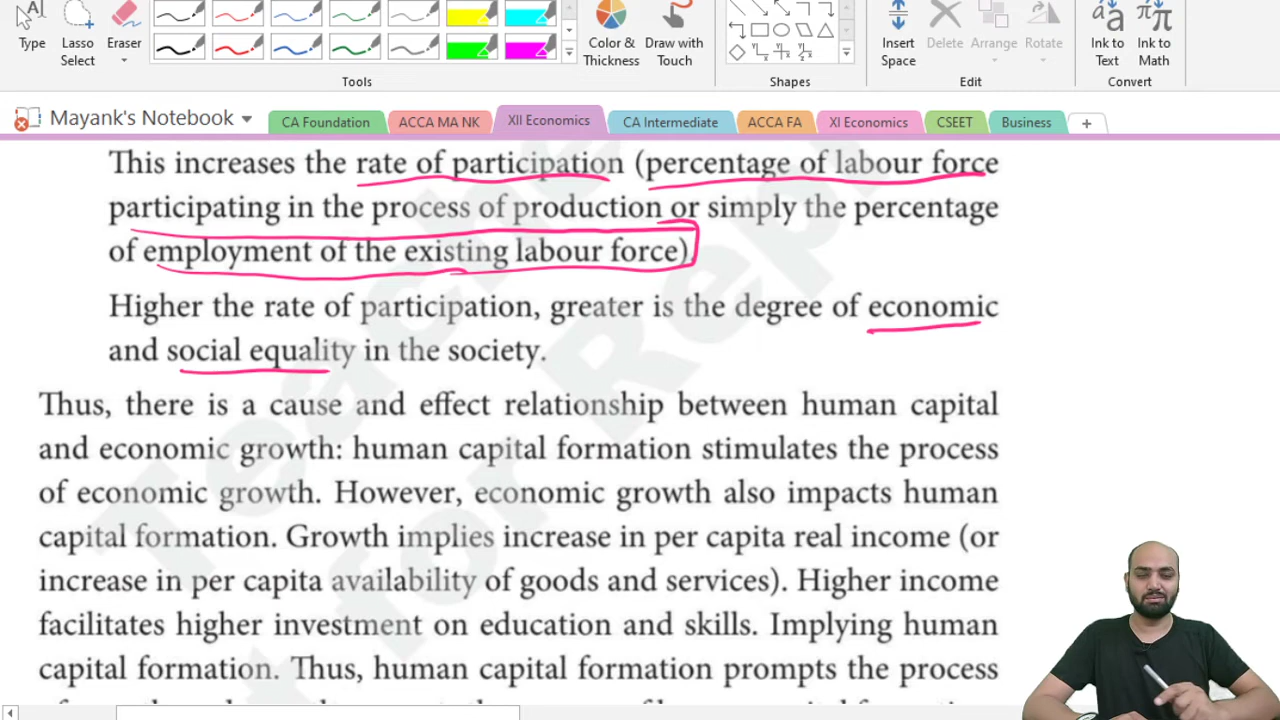 Type
Lasso
Select
Eraser
Color &
Thickness
Draw with
Touch
Insert
Space
Delete
Arrange
Rotate
Ink to
Text
Ink to
Math
Tools
Shapes
Edit
Convert
Mayank's Notebook
CA Foundation
ACCA MA NK
XII Economics
CA Intermediate
ACCA FA
XI Economics
CSEET
Business
This increases the rate of participation (percentage of labour force
participating in the process of production or simply the percentage
of employment of the existing labour force)
Higher the rate of participation, greater is the degree of economic
and social equality in the society.
Thus, there is a cause and effect relationship between human capital
and economic growth: human capital formation stimulates the process
of economic growth. However, economic growth also impacts human
capital formation. Growth implies increase in per capita real income (or
increase in per capita availability of goods and services). Higher income
facilitates higher investment on education and skills. Implying human
capital formation. Thus, human capital formation prompts the process